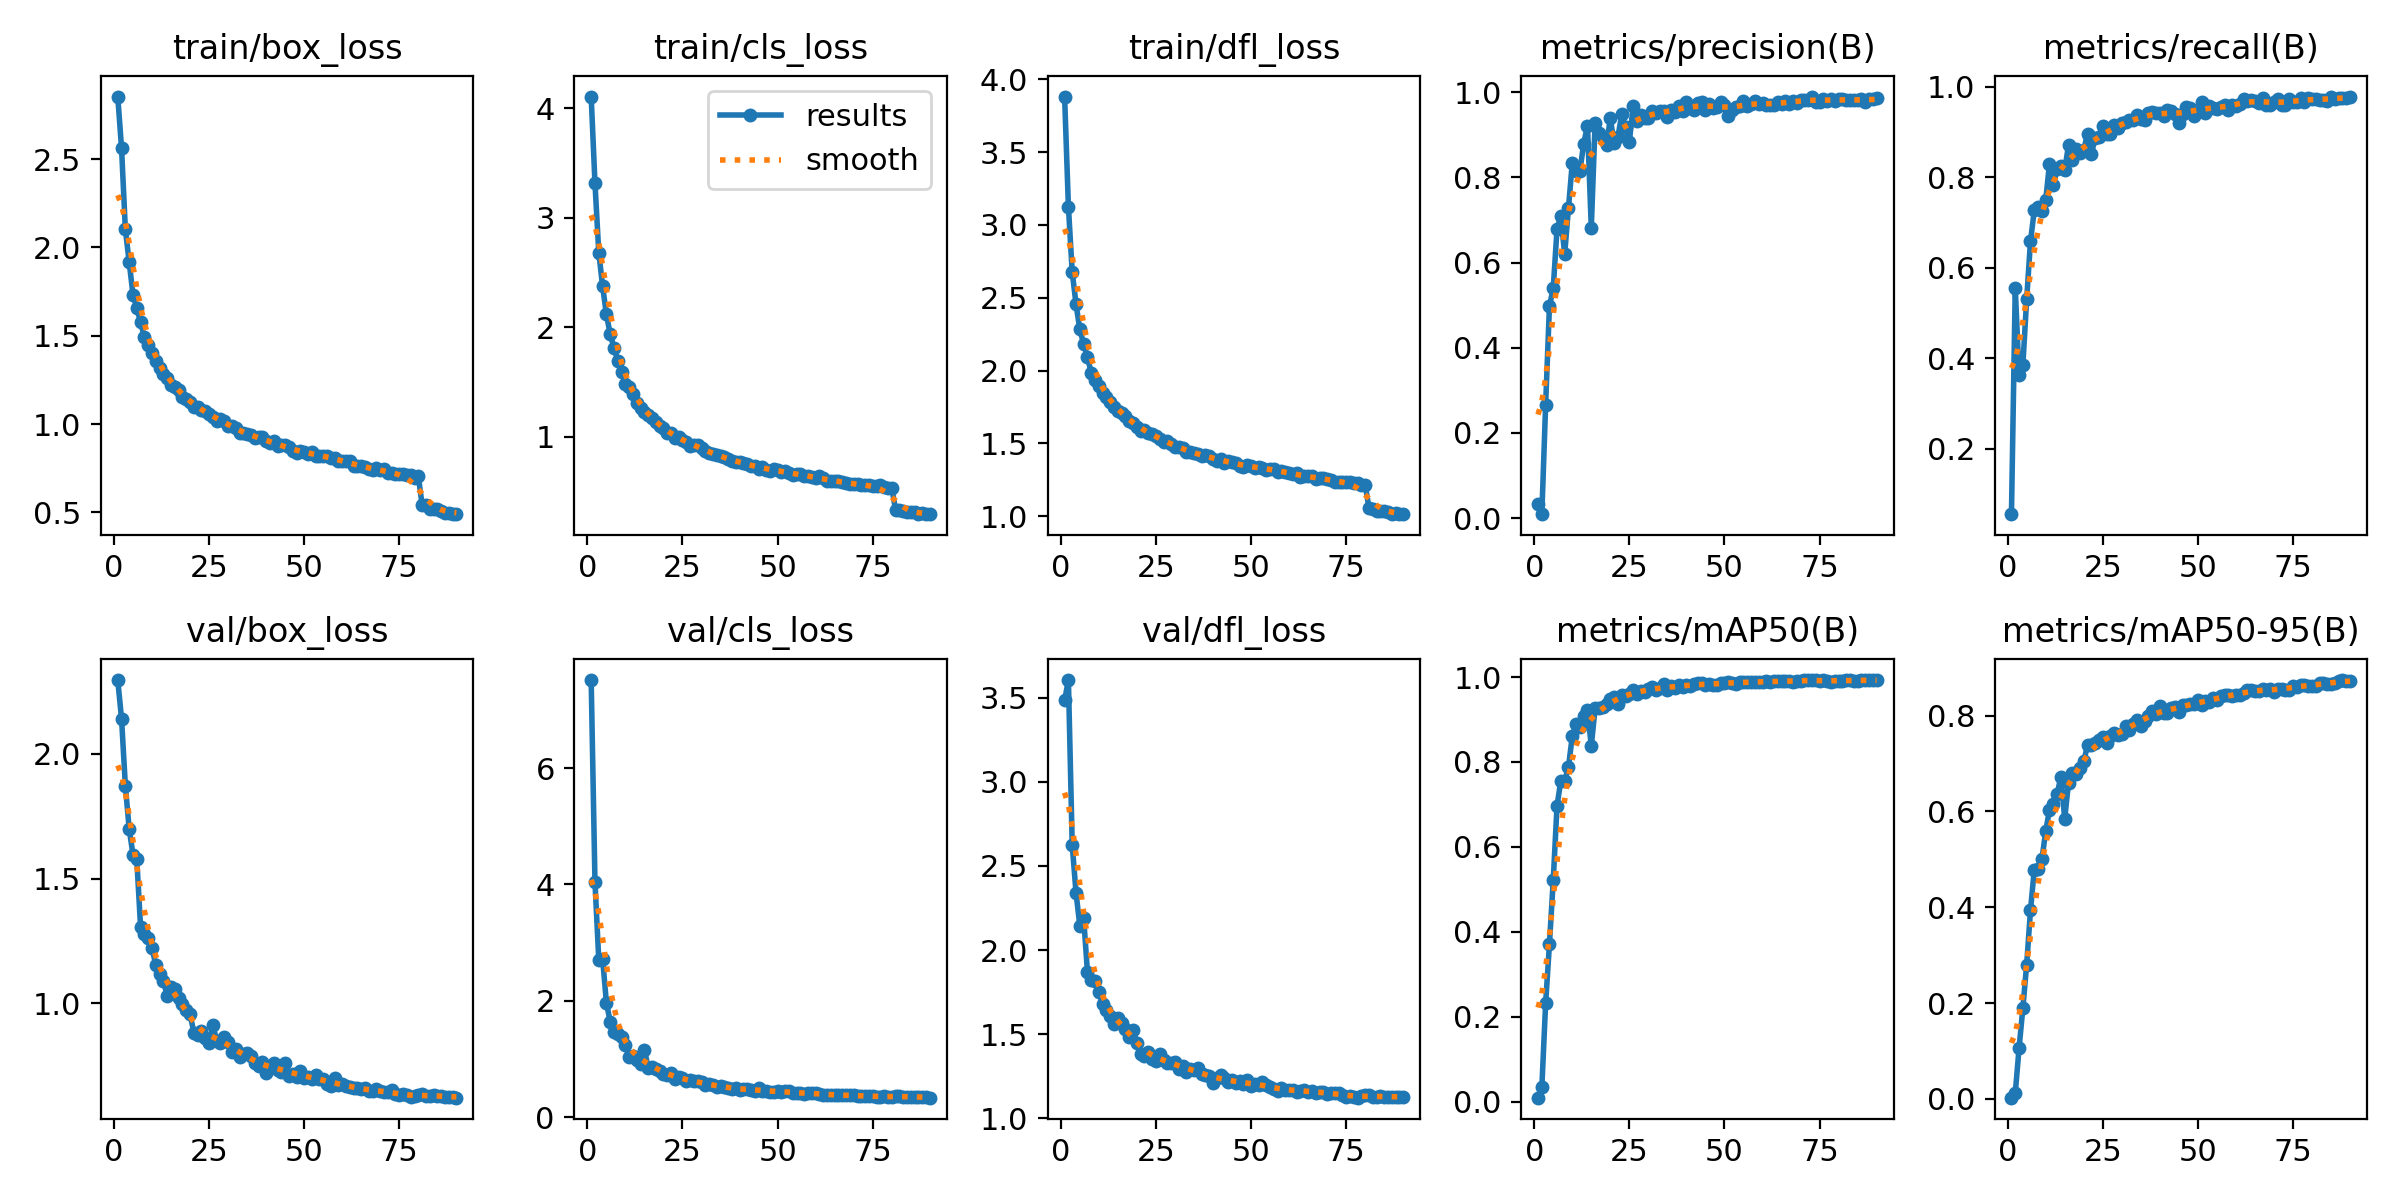 train/box_loss
train/cls_loss
train/dfl_loss
metrics/precision(B)
metrics/recall(B)
2.5
2.0
1.5
1.0
0.5
0 25 50 75
results
smooth
4
3
2
1
0 25 50 75
4.0
3.5
3.0
2.5
2.0
1.5
1.0
0 25 50 75
1.0
0.8
0.6
0.4
0.2
0.0
0 25 50 75
1.0
0.8
0.6
0.4
0.2
0 25 50 75
val/box_loss
val/cls_loss
val/dfl_loss
metrics/mAP50(B)
metrics/mAP50-95(B)
2.0
1.5
1.0
0 25 50 75
6
4
2
0
0 25 50 75
3.5
3.0
2.5
2.0
1.5
1.0
0 25 50 75
1.0
0.8
0.6
0.4
0.2
0.0
0 25 50 75
0.8
0.6
0.4
0.2
0.0
0 25 50 75